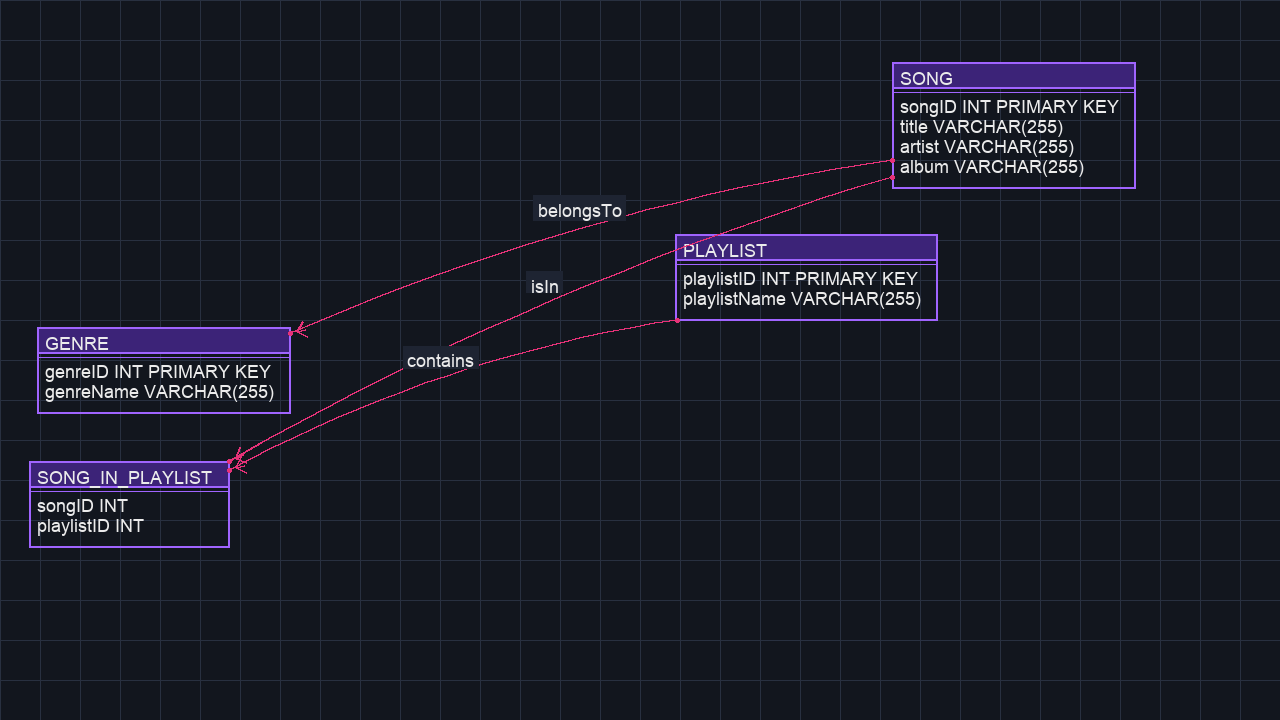 SONG
songID INT PRIMARY KEY
title VARCHAR(255)
artist VARCHAR(255)
album VARCHAR(255)
belongsTo
PLAYLIST
playlistID INT PRIMARY KEY
playlistName VARCHAR(255)
isIn
GENRE
genreID INT PRIMARY KEY
genreName VARCHAR(255)
contains
SONG_IN_PLAYLIST
songID INT
playlistID INT